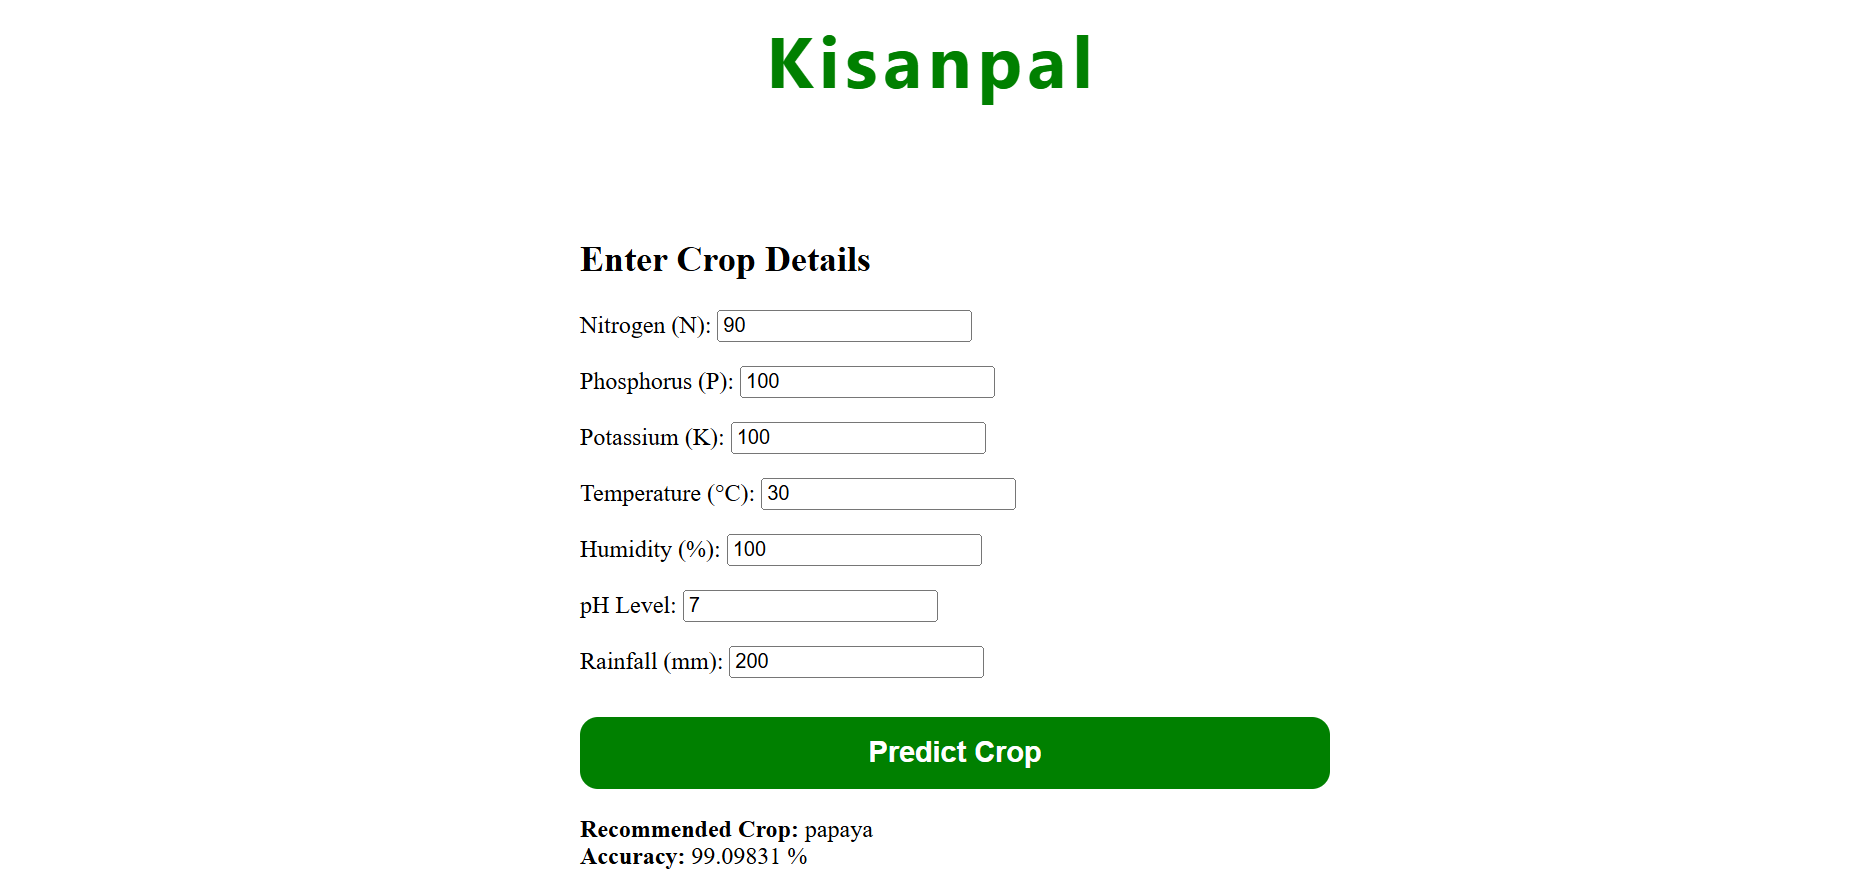 Kisanpal
Enter Crop Details
Nitrogen (N): 90
Phosphorus (P): 100
Potassium (K): 100
Temperature (°C): 30
Humidity (%): 100
pH Level: 7
Rainfall (mm): 200
Predict Crop
Recommended Crop: papaya
Accuracy: 99.09831 %